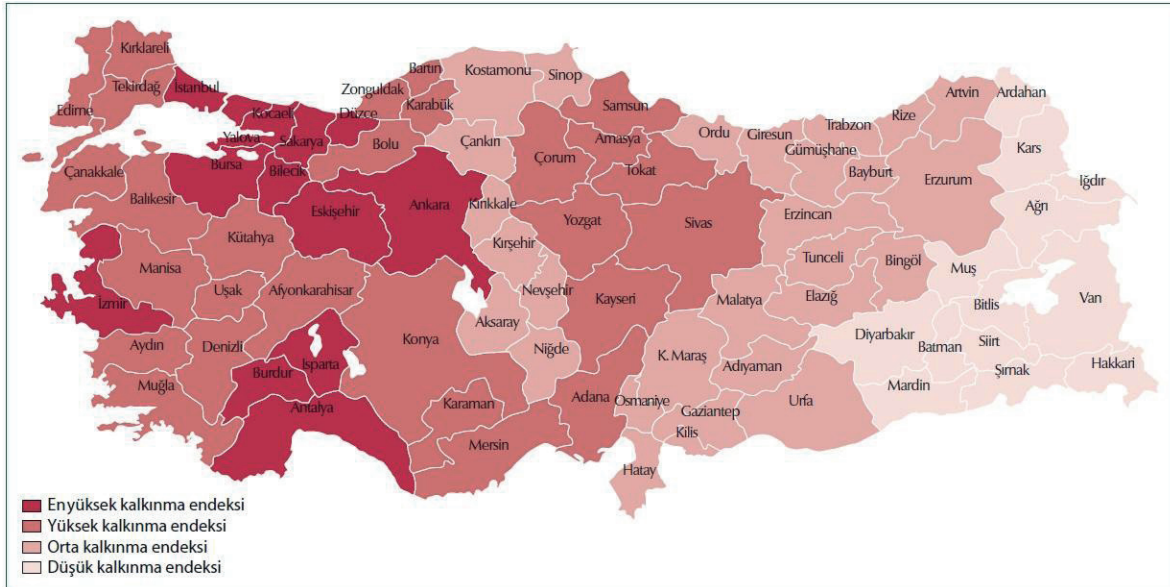 Kırklareli
Edirne
Tekirdağ
İstanbul
Kocaeli
Yalova
Sakarya
Düzce
Zonguldak
Bartın
Karabük
Kostamonu
Sinop
Samsun
Bolu
Çankırı
Çorum
Amasya
Tokat
Ordu
Giresun
Gümüşhane
Trabzon
Bayburt
Rize
Artvin
Ardahan
Kars
Iğdır
Ağrı
Erzurum
Erzincan
Çanakkale
Balıkesir
Bursa
Bilecik
Eskişehir
Ankara
Kırıkkale
Yozgat
Sivas
Kütahya
Kırşehir
Manisa
Uşak
Afyonkarahisar
Nevşehir
Kayseri
Malatya
Tunceli
Elazığ
Bingöl
Muş
Bitlis
Van
İzmir
Aydın
Denizli
Isparta
Burdur
Konya
Aksaray
Niğde
K. Maraş
Adıyaman
Diyarbakır
Batman
Siirt
Şırnak
Hakkari
Mardin
Muğla
Antalya
Karaman
Mersin
Adana
Osmaniye
Gaziantep
Kilis
Urfa
Hatay
Enyüksek kalkınma endeksi
Yüksek kalkınma endeksi
Orta kalkınma endeksi
Düşük kalkınma endeksi